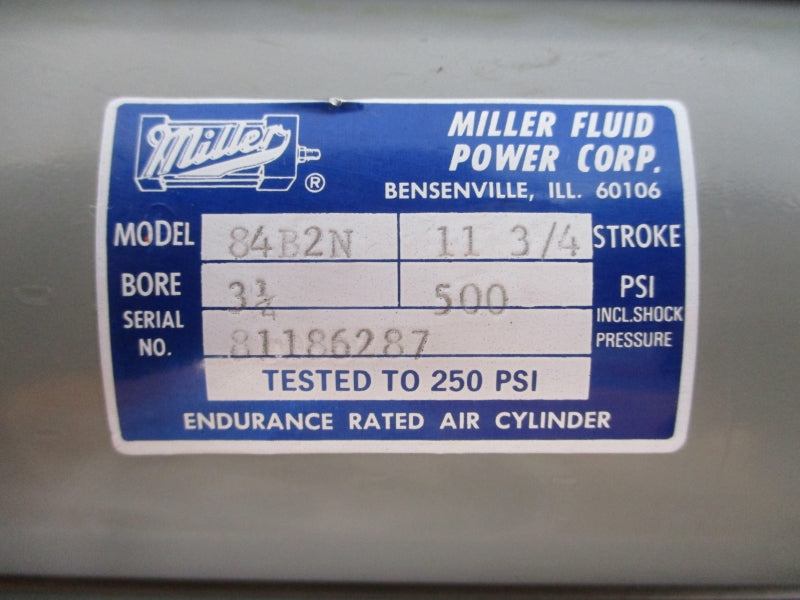 Miller ®
MILLER FLUID
POWER CORP.
BENSENVILLE, ILL. 60106
MODEL 84B2N 11 3/4 STROKE
BORE 3¼ 500 PSI
INCL.SHOCK
PRESSURE
SERIAL
NO. 81186287
TESTED TO 250 PSI
ENDURANCE RATED AIR CYLINDER